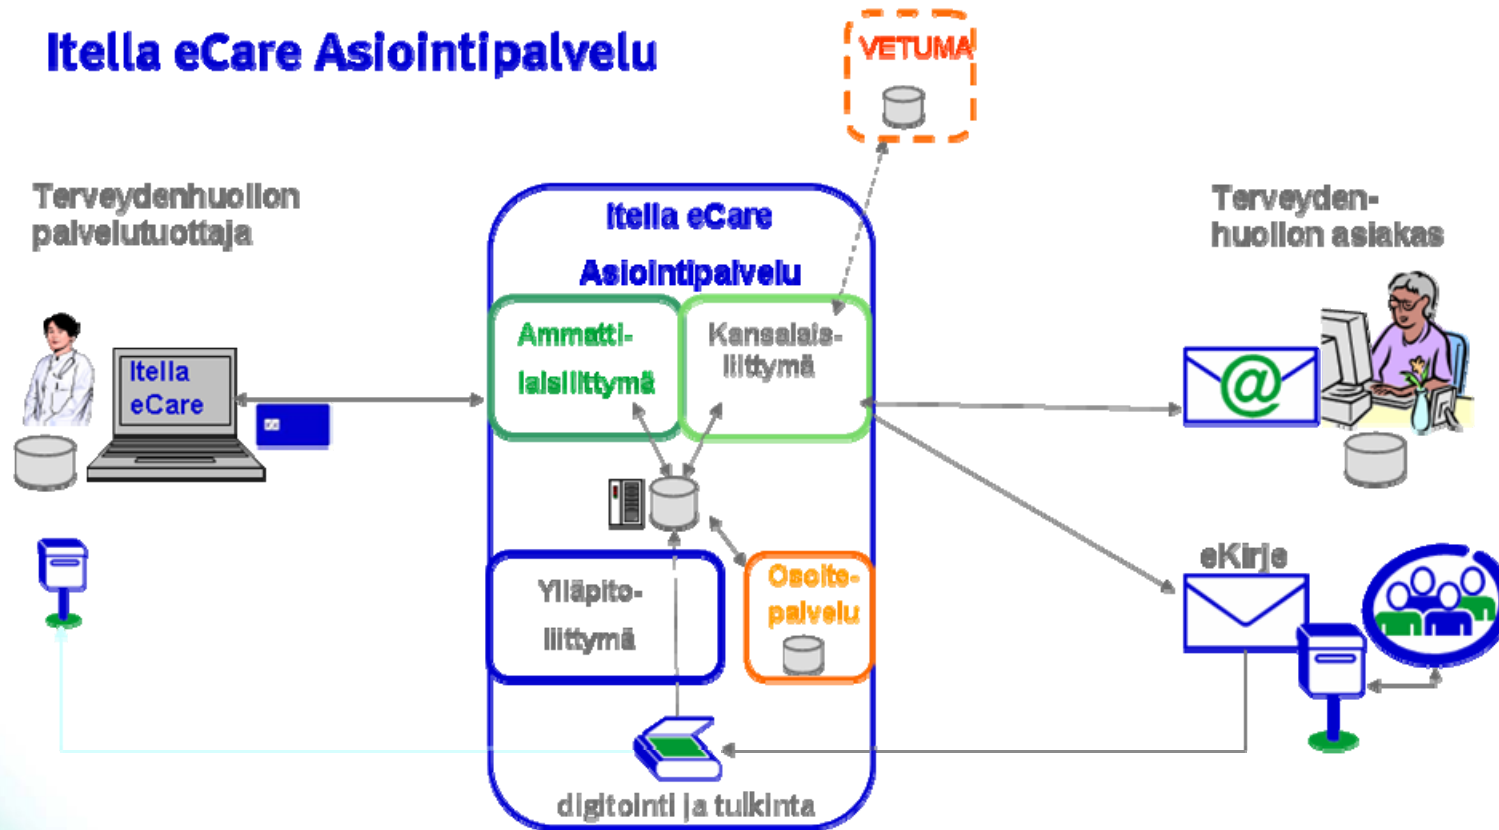 Itella eCare Asiointipalvelu
VETUMA
Terveydenhuollon
palvelutuottaja
Itella eCare
Asiointipalvelu
Terveyden-
huollon asiakas
Itella
eCare
Ammatti-
laisliittymä
Kansalais-
liittymä
@
Ylläpito-
liittymä
Osoite-
palvelu
eKirje
digitointi ja tulkinta